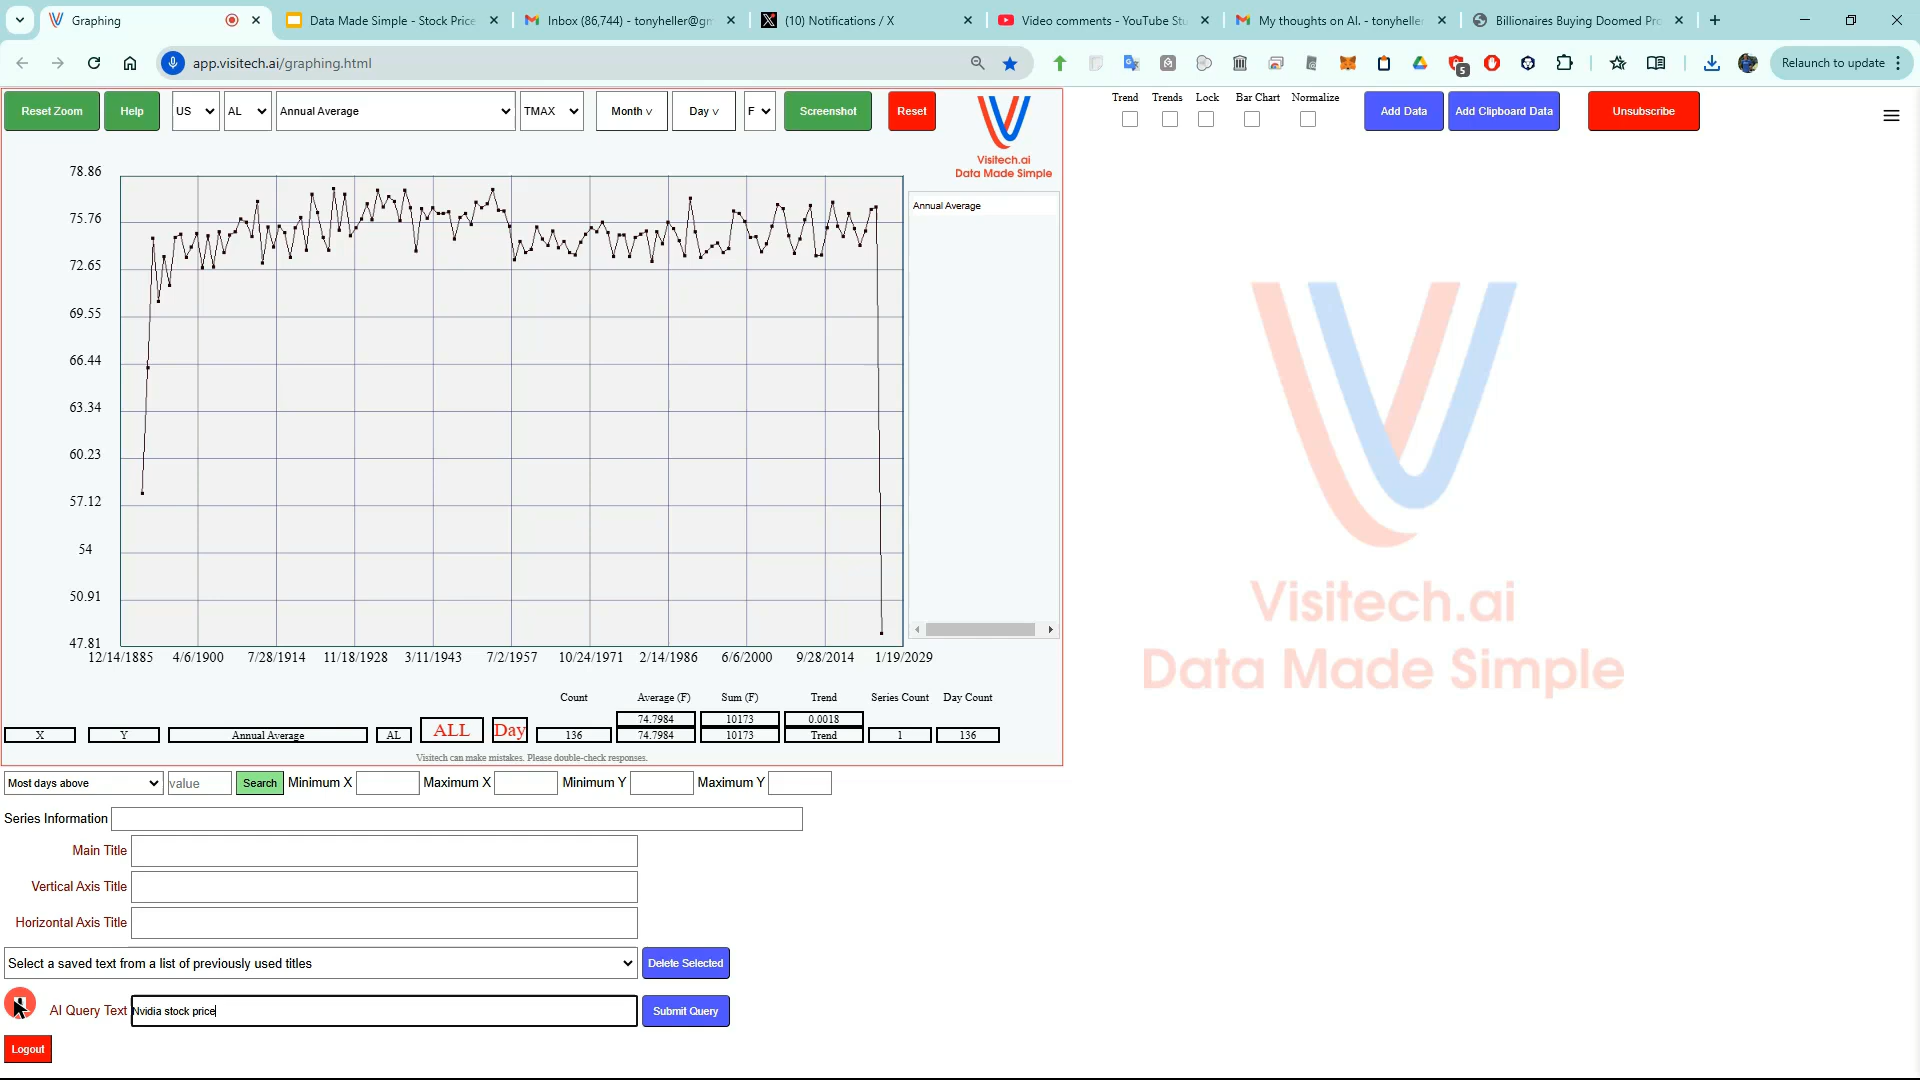 Graphing
Data Made Simple - Stock Price
Inbox (86,744) - tonyheller@gm
(10) Notifications / X
Video comments - YouTube Stu
My thoughts on AI. - tonyheller
Billionaires Buying Doomed Pro
app.visitech.ai/graphing.html
5
Relaunch to update
Reset Zoom
Help
US
AL
Annual Average
TMAX
Month v
Day v
F
Screenshot
Reset
Visitech.ai
Data Made Simple
Trend
Trends
Lock
Bar Chart
Normalize
Add Data
Add Clipboard Data
Unsubscribe
78.86
75.76
72.65
69.55
66.44
63.34
60.23
57.12
54
50.91
47.81
Annual Average
12/14/1885
4/6/1900
7/28/1914
11/18/1928
3/11/1943
7/2/1957
10/24/1971
2/14/1986
6/6/2000
9/28/2014
1/19/2029
Visitech.ai
Data Made Simple
Count
Average (F)
Sum (F)
Trend
Series Count
Day Count
74.7984
10173
0.0018
X
Y
Annual Average
AL
ALL
Day
136
74.7984
10173
Trend
1
136
Visitech can make mistakes. Please double-check responses.
Most days above
value
Search
Minimum X
Maximum X
Minimum Y
Maximum Y
Series Information
Main Title
Vertical Axis Title
Horizontal Axis Title
Select a saved text from a list of previously used titles
Delete Selected
AI Query Text
Nvidia stock price
Submit Query
Logout